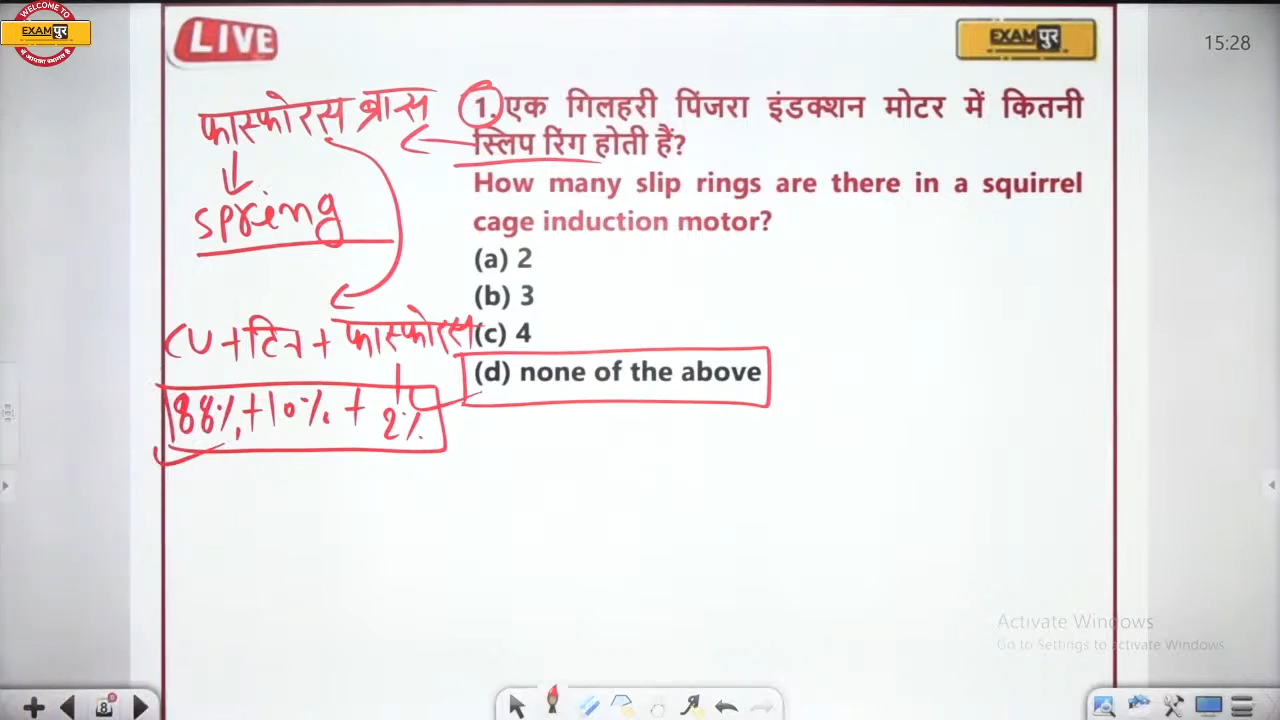 WELCOME TO
EXAMपुर
LIVE
EXAMपुर
15:28
फास्फोरस ब्रास
spring
CU + टिन + फास्फोरस
88% + 10% + 2%
1. एक गिलहरी पिंजरा इंडक्शन मोटर में कितनी
स्लिप रिंग होती हैं?
How many slip rings are there in a squirrel
cage induction motor?
(a) 2
(b) 3
(c) 4
(d) none of the above
Activate Windows
Go to Settings to activate Windows.
8